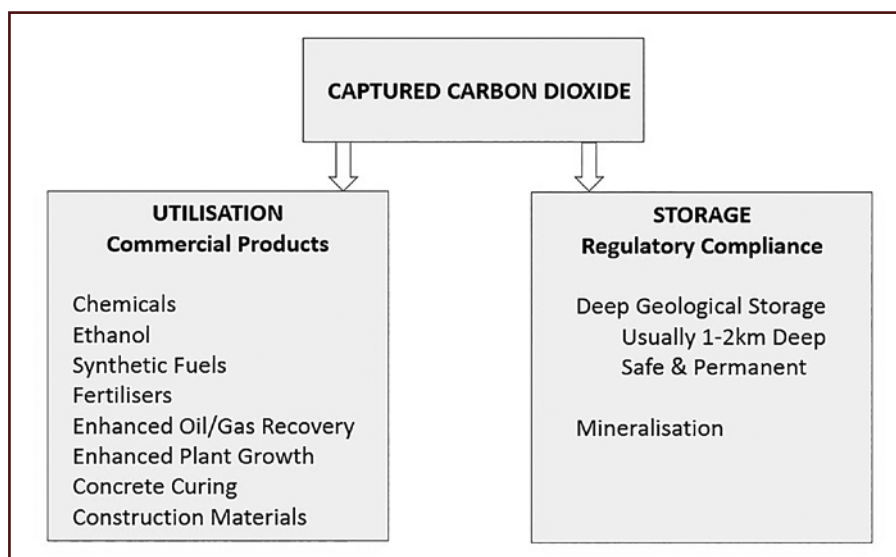 CAPTURED CARBON DIOXIDE
UTILISATION
Commercial Products
Chemicals
Ethanol
Synthetic Fuels
Fertilisers
Enhanced Oil/Gas Recovery
Enhanced Plant Growth
Concrete Curing
Construction Materials
STORAGE
Regulatory Compliance
Deep Geological Storage
Usually 1-2km Deep
Safe & Permanent
Mineralisation